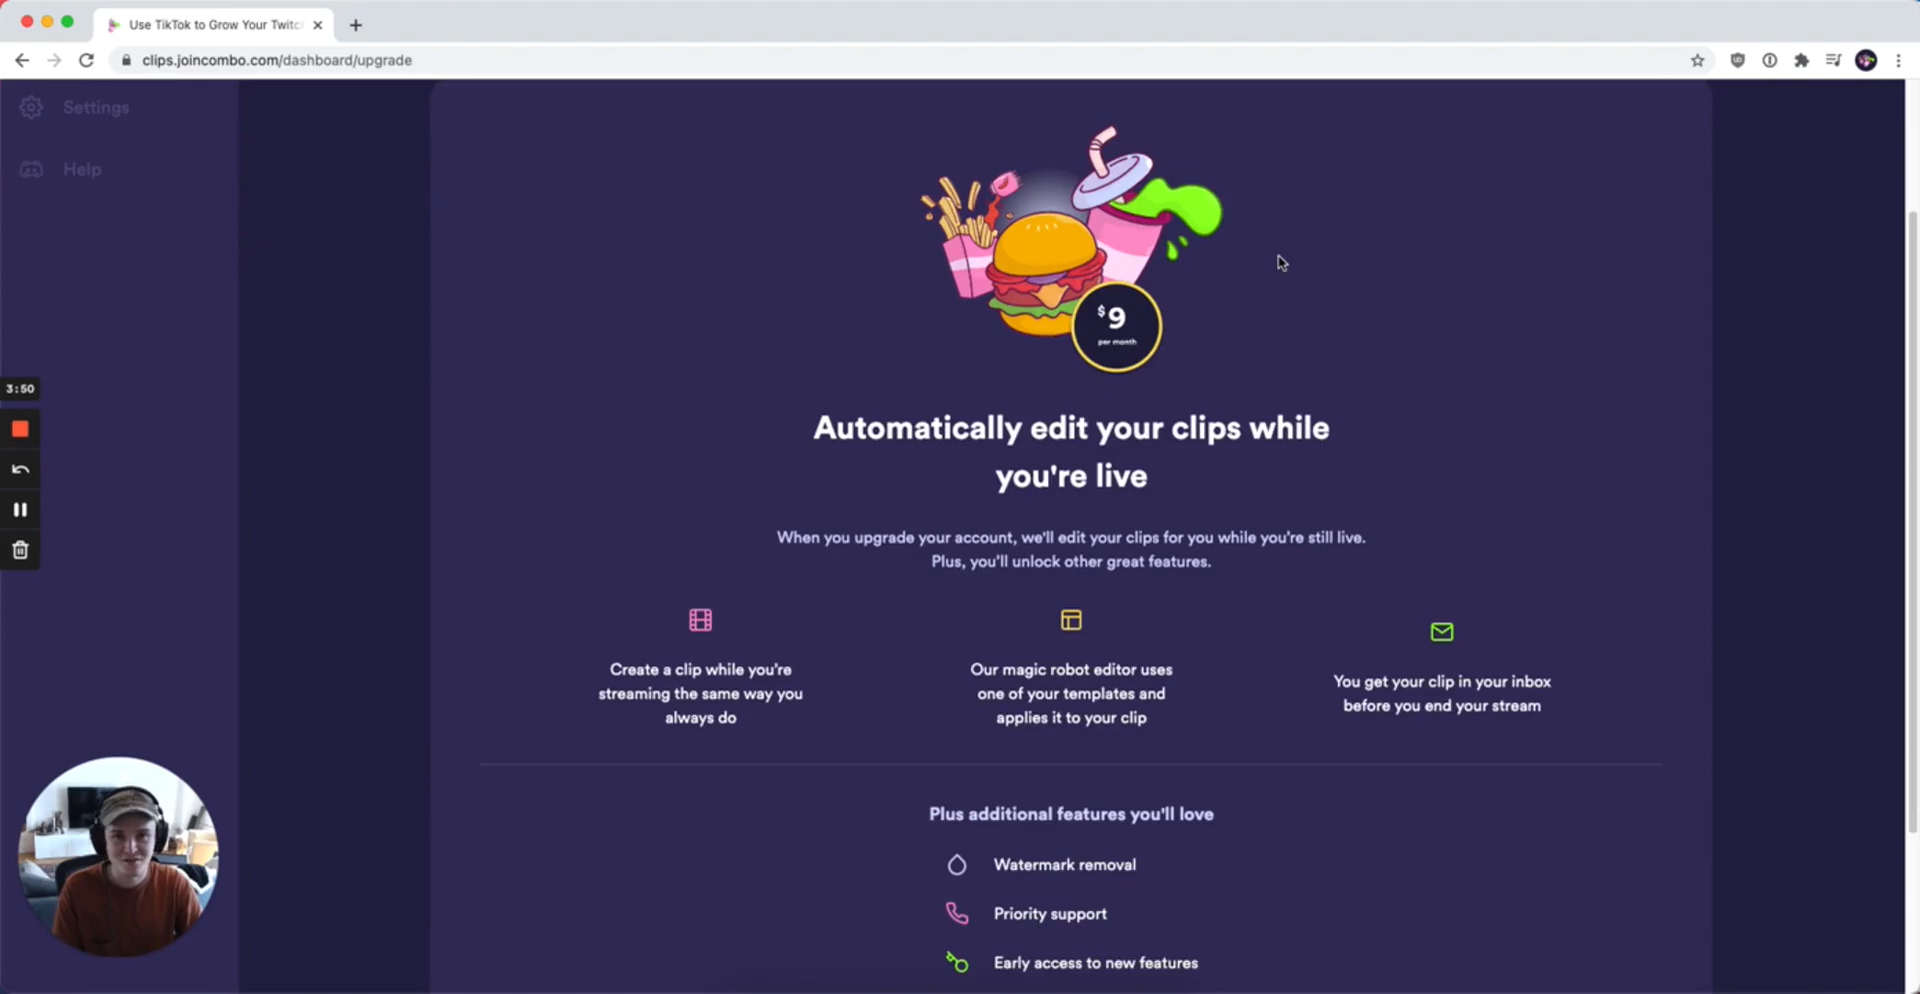 Use TikTok to Grow Your Twitc
clips.joincombo.com/dashboard/upgrade
Settings
Help
$9
per month
3:50
Automatically edit your clips while
you're live
When you upgrade your account, we'll edit your clips for you while you're still live.
Plus, you'll unlock other great features.
Create a clip while you're
streaming the same way you
always do
Our magic robot editor uses
one of your templates and
applies it to your clip
You get your clip in your inbox
before you end your stream
Plus additional features you'll love
Watermark removal
Priority support
Early access to new features